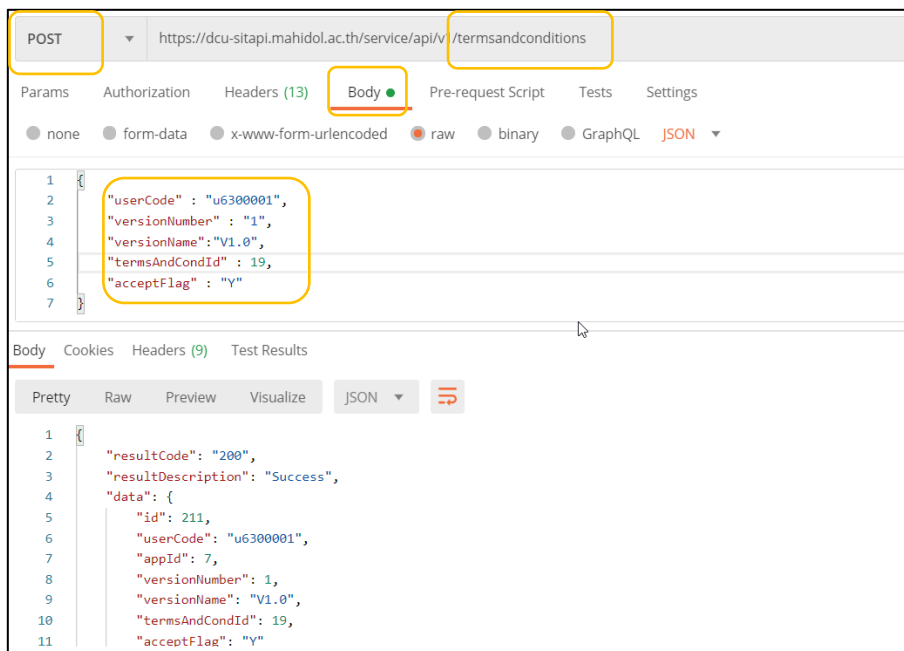 POST https://dcu-sitapi.mahidol.ac.th/service/api/v1/termsandconditions
Params Authorization Headers (13) Body Pre-request Script Tests Settings
none form-data x-www-form-urlencoded raw binary GraphQL JSON
1 {
2 "userCode" : "u6300001",
3 "versionNumber" : "1",
4 "versionName":"V1.0",
5 "termsAndCondId" : 19,
6 "acceptFlag" : "Y"
7 }
Body Cookies Headers (9) Test Results
Pretty Raw Preview Visualize JSON
1 {
2 "resultCode": "200",
3 "resultDescription": "Success",
4 "data": {
5 "id": 211,
6 "userCode": "u6300001",
7 "appId": 7,
8 "versionNumber": 1,
9 "versionName": "V1.0",
10 "termsAndCondId": 19,
11 "acceptFlag": "Y"